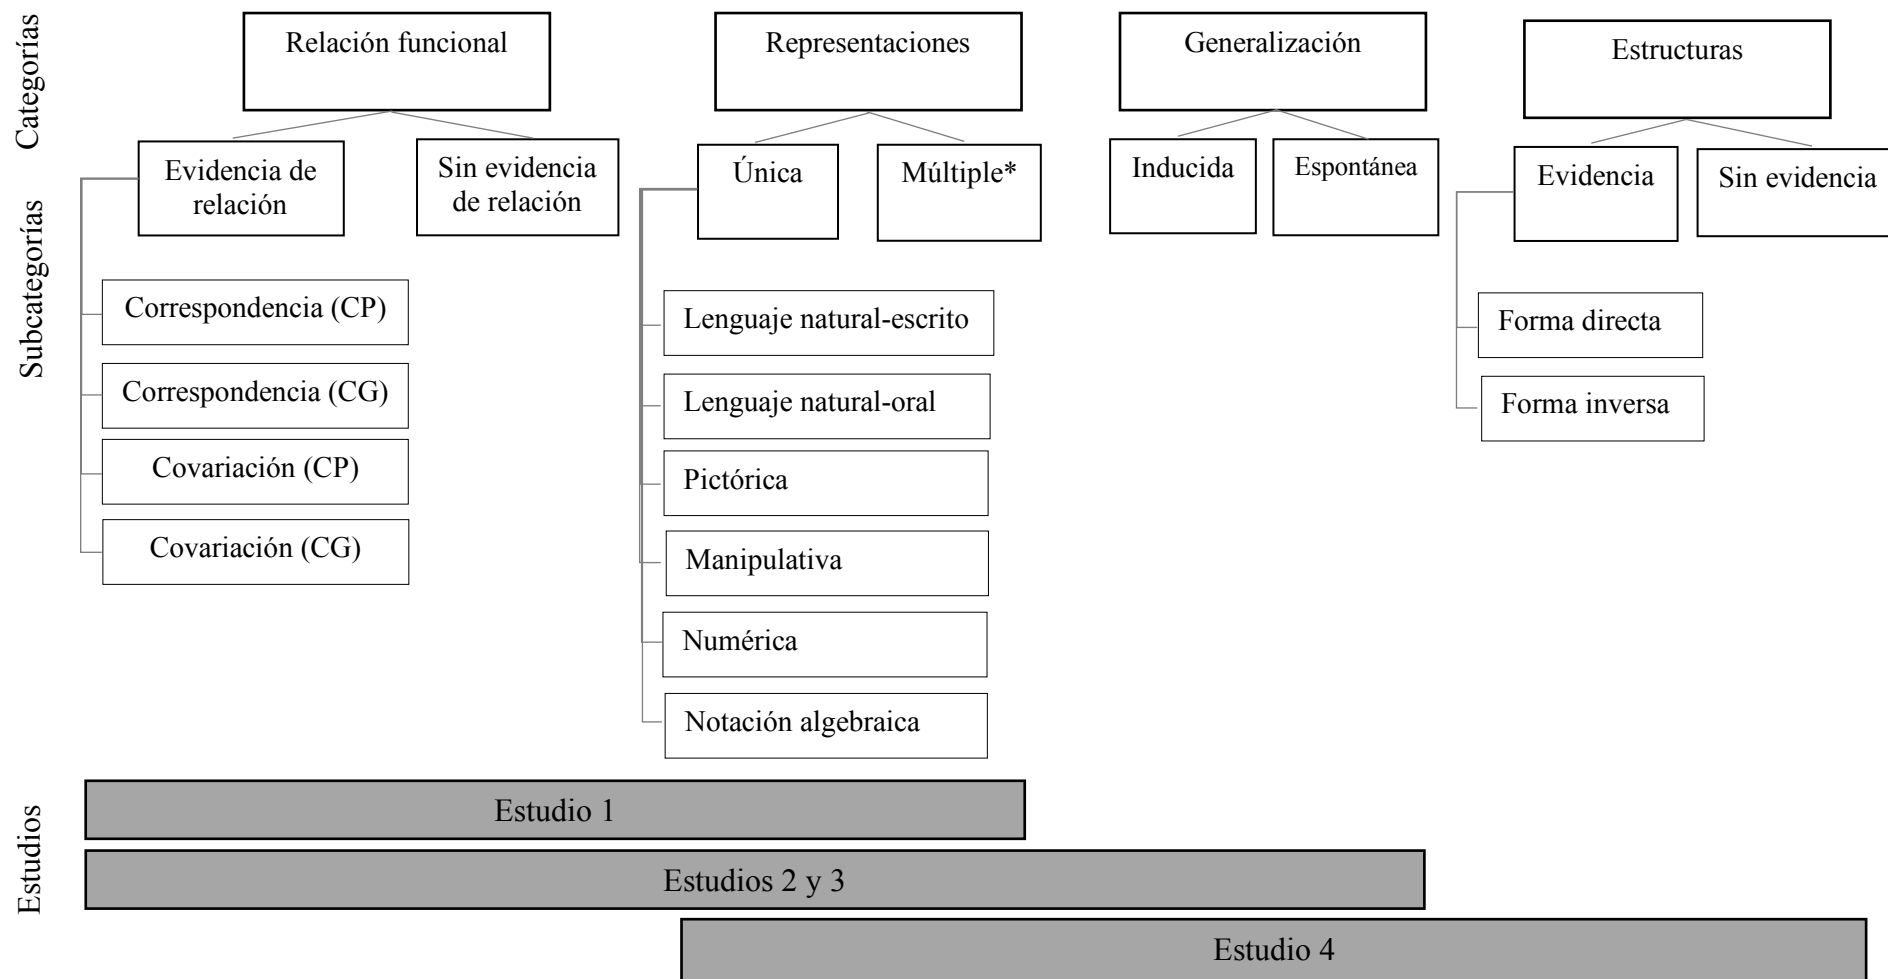 Categorías
Relación funcional
Representaciones
Generalización
Estructuras
Subcategorías
Evidencia de
relación
Sin evidencia
de relación
Única
Múltiple*
Inducida
Espontánea
Evidencia
Sin evidencia
Correspondencia (CP)
Correspondencia (CG)
Covariación (CP)
Covariación (CG)
Lenguaje natural-escrito
Lenguaje natural-oral
Pictórica
Manipulativa
Numérica
Notación algebraica
Forma directa
Forma inversa
Estudios
Estudio 1
Estudios 2 y 3
Estudio 4